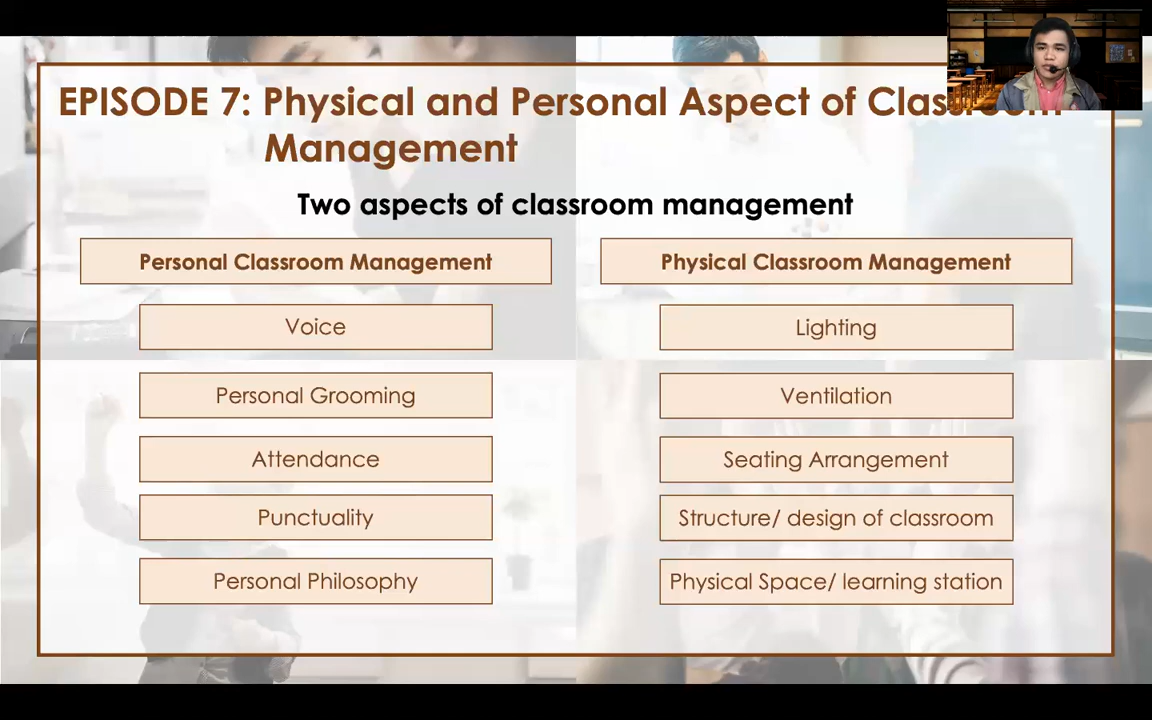 EPISODE 7: Physical and Personal Aspect of Classroom
Management
Two aspects of classroom management
Personal Classroom Management
Voice
Personal Grooming
Attendance
Punctuality
Personal Philosophy
Physical Classroom Management
Lighting
Ventilation
Seating Arrangement
Structure/ design of classroom
Physical Space/ learning station